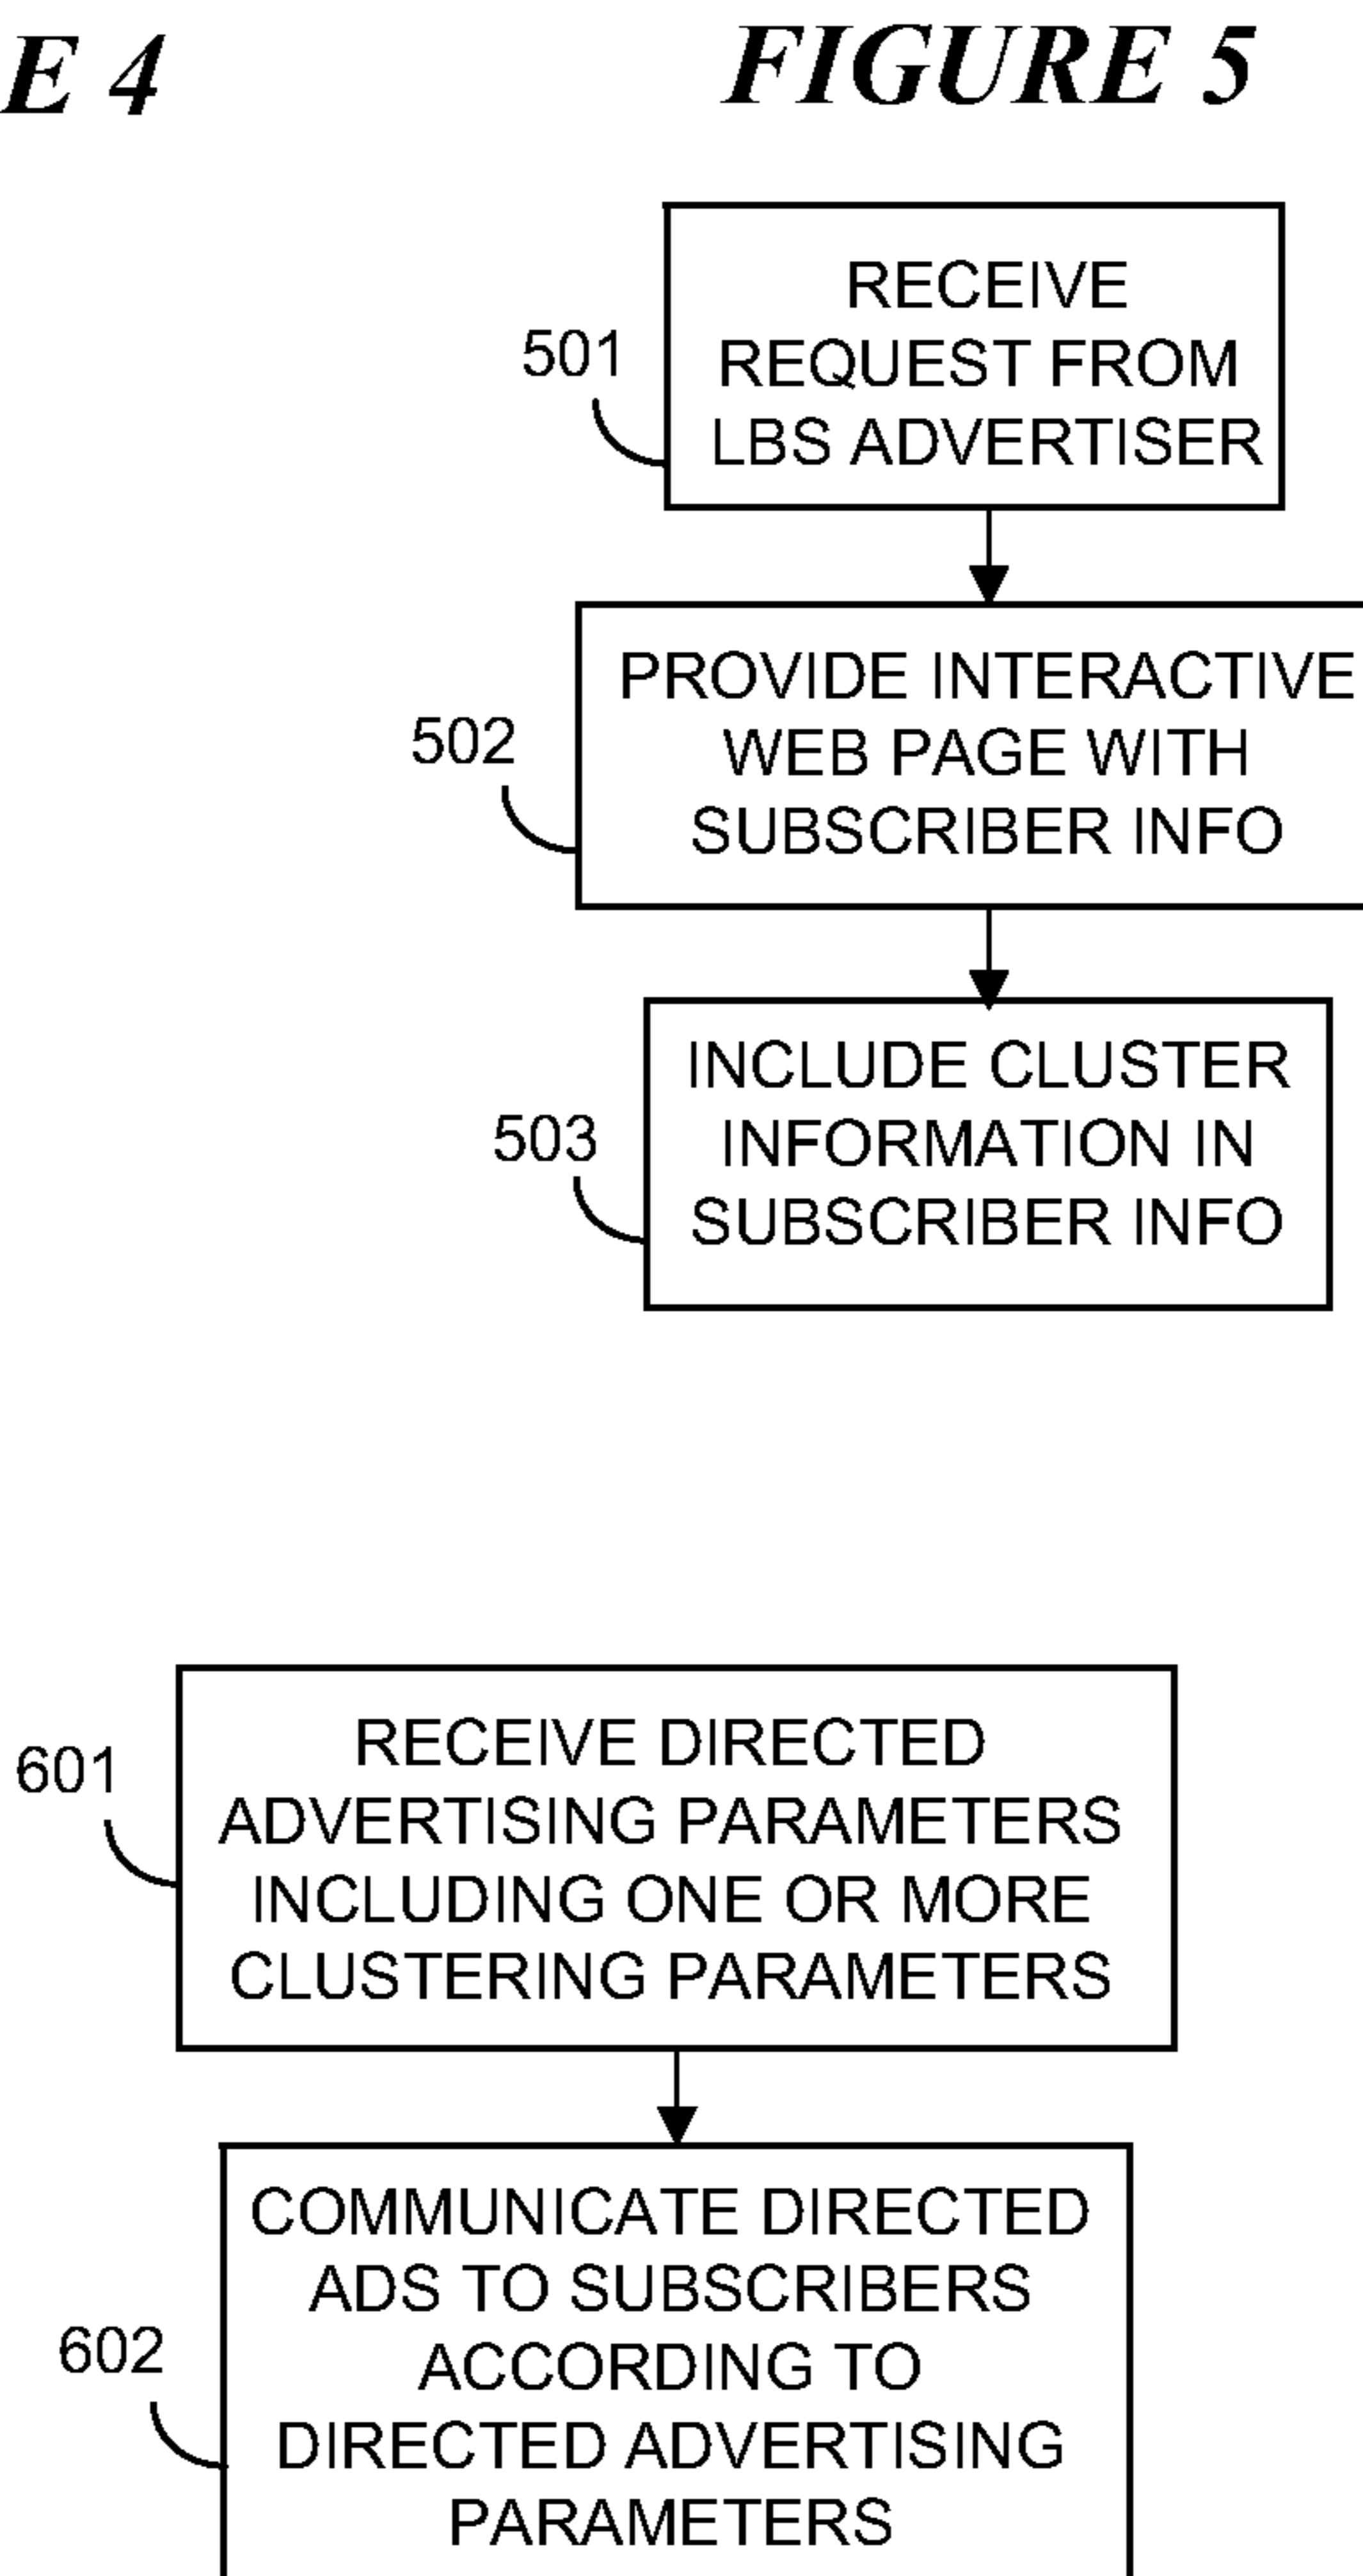 E 4
FIGURE 5
RECEIVE
REQUEST FROM
LBS ADVERTISER
501
PROVIDE INTERACTIVE
WEB PAGE WITH
SUBSCRIBER INFO
502
INCLUDE CLUSTER
INFORMATION IN
SUBSCRIBER INFO
503
RECEIVE DIRECTED
ADVERTISING PARAMETERS
INCLUDING ONE OR MORE
CLUSTERING PARAMETERS
601
COMMUNICATE DIRECTED
ADS TO SUBSCRIBERS
ACCORDING TO
DIRECTED ADVERTISING
PARAMETERS
602